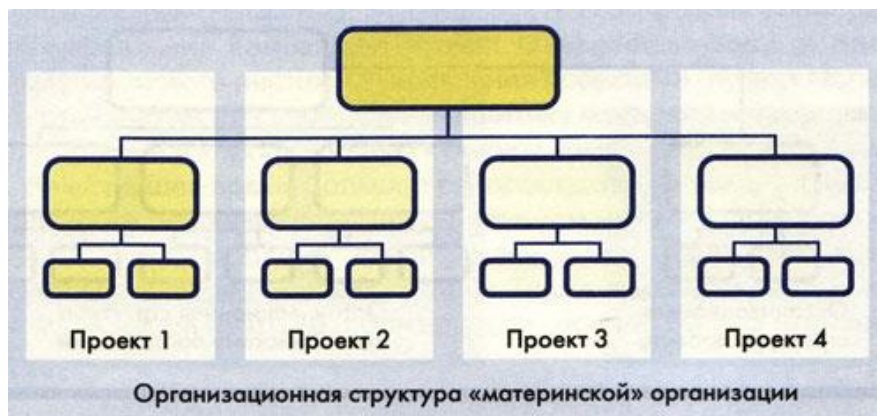 Проект 1
Проект 2
Проект 3
Проект 4
Организационная структура «материнской» организации